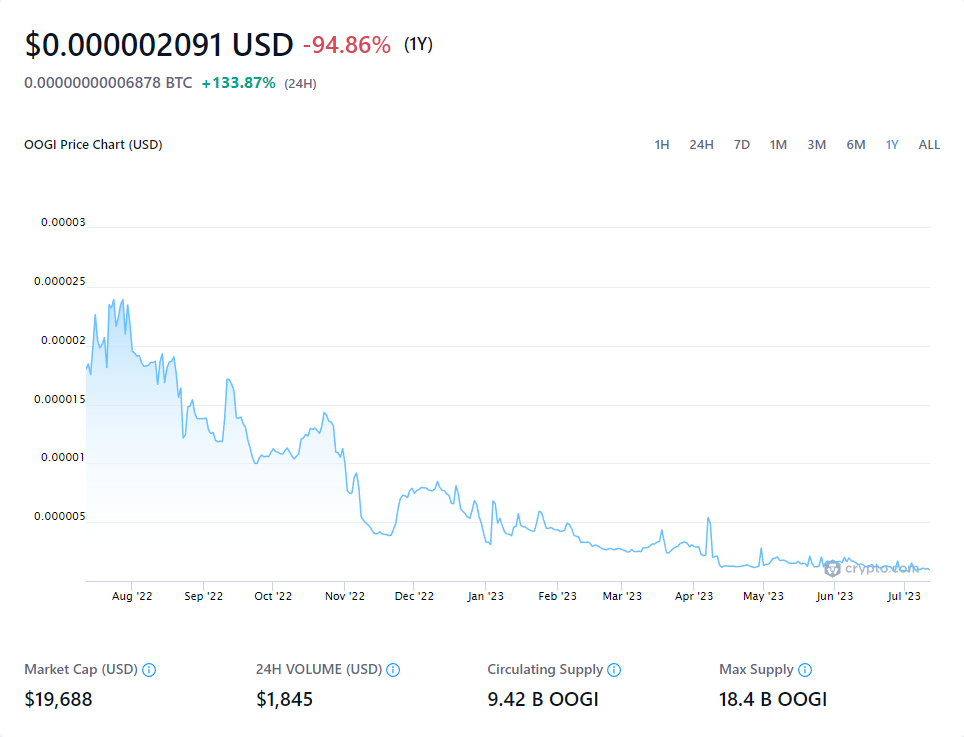 $0.000002091 USD -94.86% (1Y)
0.00000000006878 BTC +133.87% (24H)
OOGI Price Chart (USD) 1H 24H 7D 1M 3M 6M 1Y ALL
0.00003
0.000025
0.00002
0.000015
0.00001
0.000005
crypto.com
Aug '22 Sep '22 Oct '22 Nov '22 Dec '22 Jan '23 Feb '23 Mar '23 Apr '23 May '23 Jun '23 Jul '23
Market Cap (USD) 24H VOLUME (USD) Circulating Supply Max Supply
$19,688 $1,845 9.42 B OOGI 18.4 B OOGI